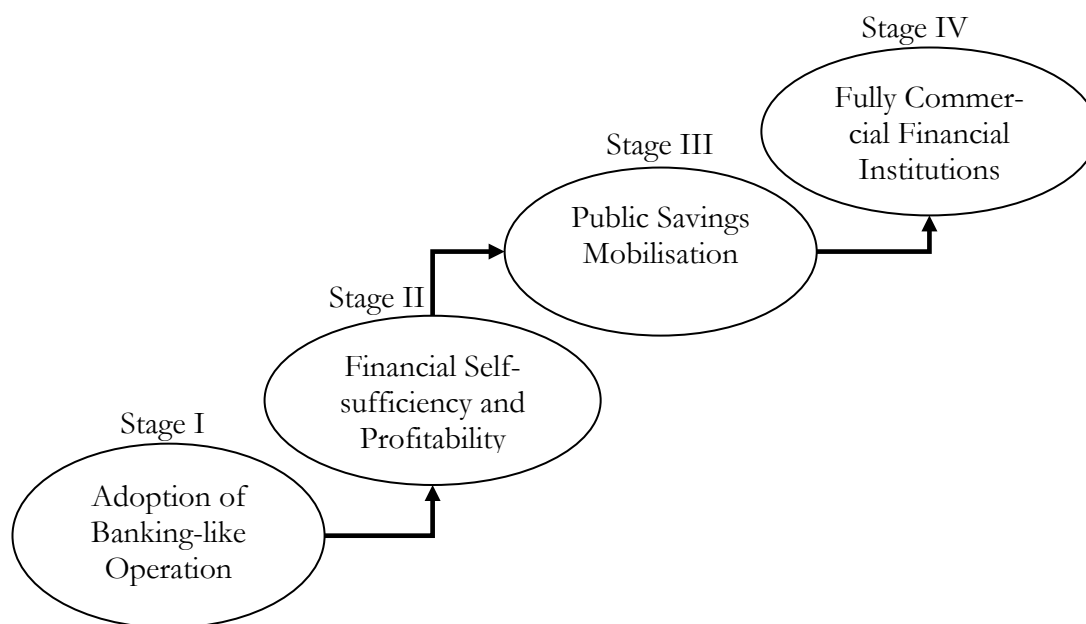 Stage IV
Fully Commer-
cial Financial
Institutions
Stage III
Public Savings
Mobilisation
Stage II
Financial Self-
sufficiency and
Profitability
Stage I
Adoption of
Banking-like
Operation